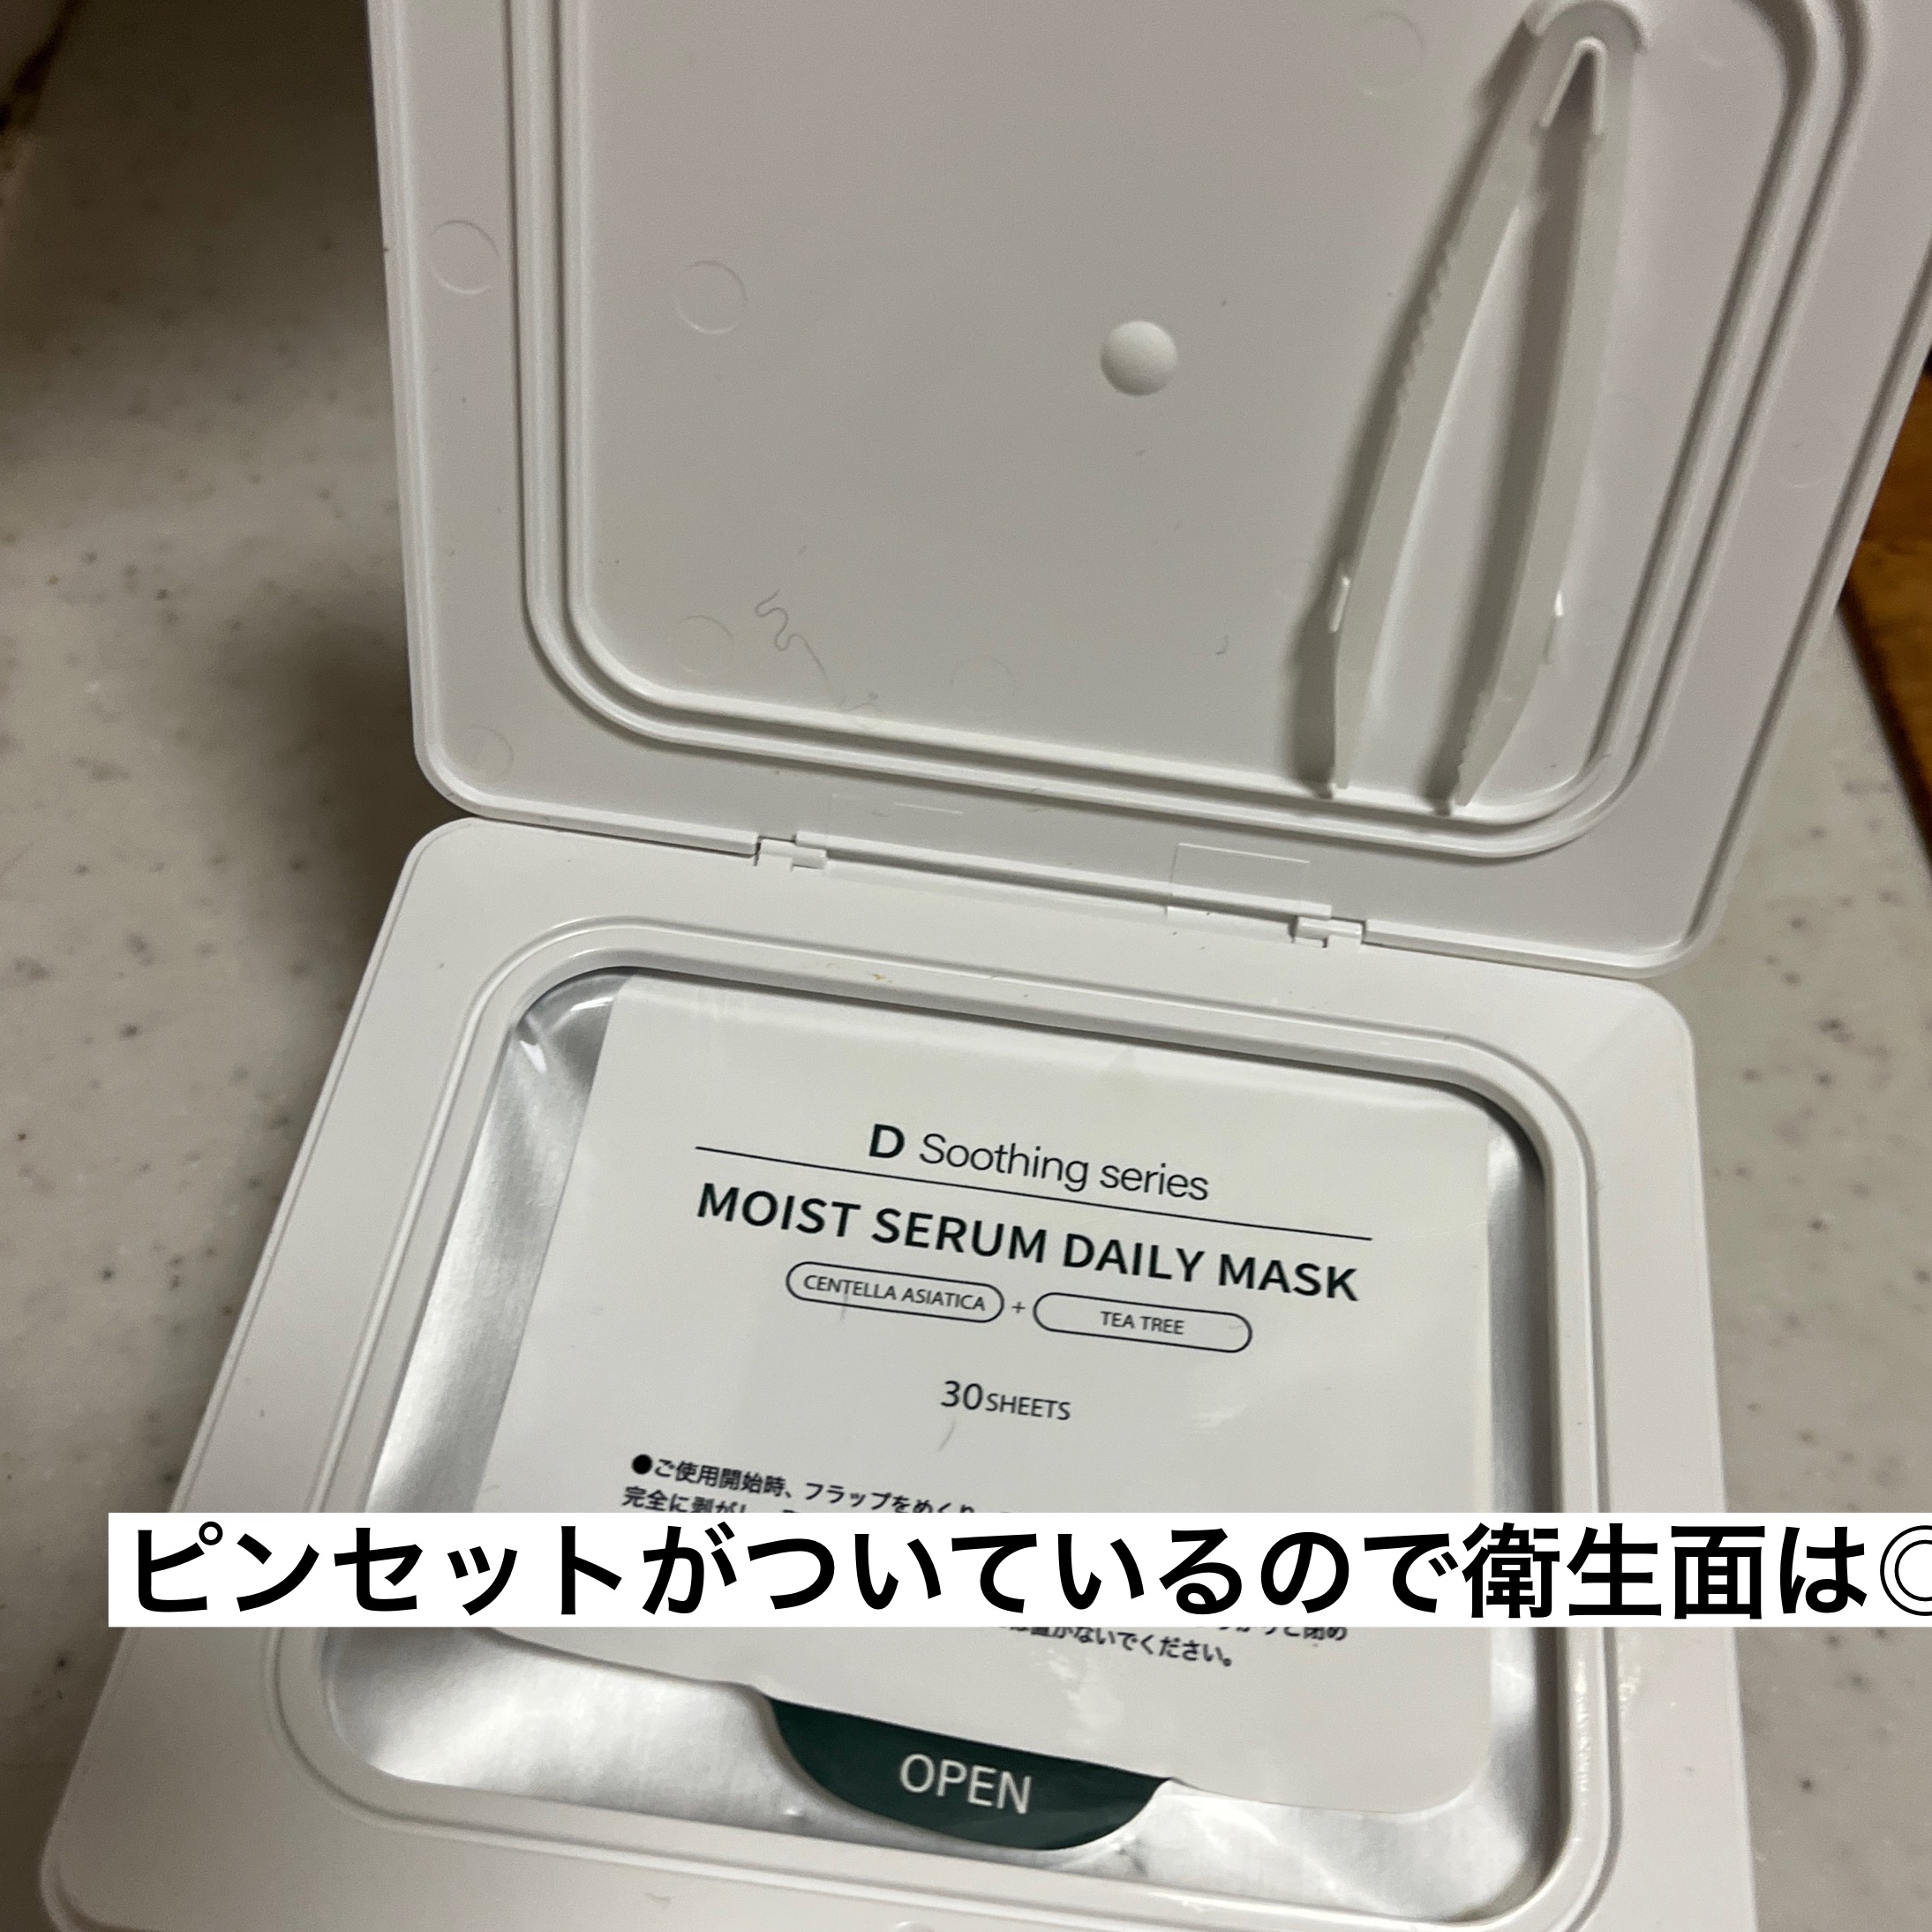 D Soothing series
MOIST SERUM DAILY MASK
CENTELLA ASIATICA + TEA TREE
30 SHEETS
●ご使用開始時、フラップをめくり
完全に剥がし
ピンセットがついているので衛生面は◎
置かないでください。
OPEN